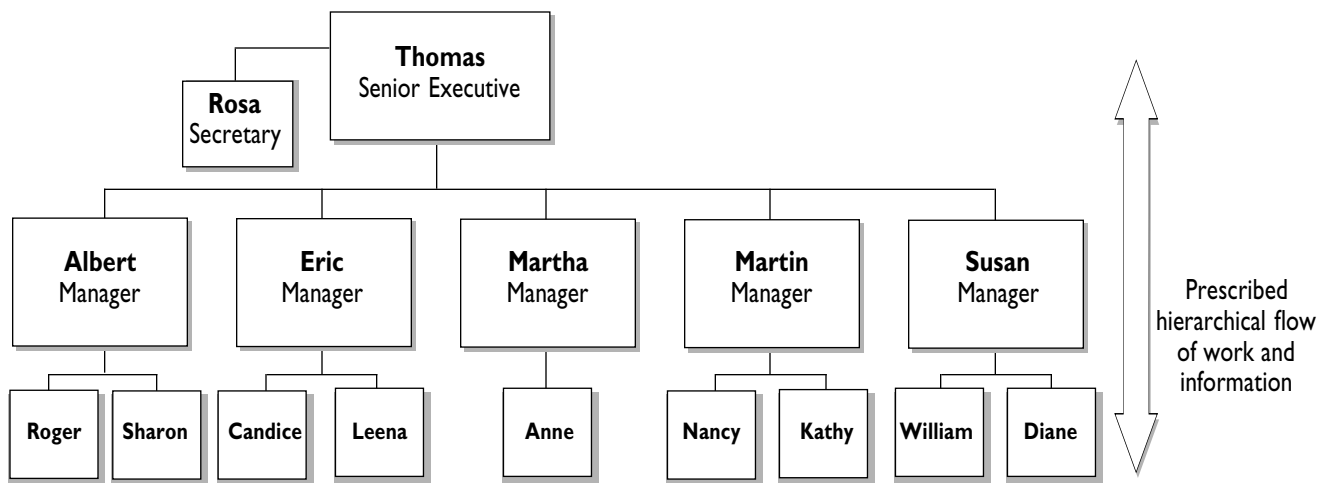 Thomas
Senior Executive
Rosa
Secretary
Albert
Manager
Eric
Manager
Martha
Manager
Martin
Manager
Susan
Manager
Prescribed
hierarchical flow
of work and
information
Roger
Sharon
Candice
Leena
Anne
Nancy
Kathy
William
Diane